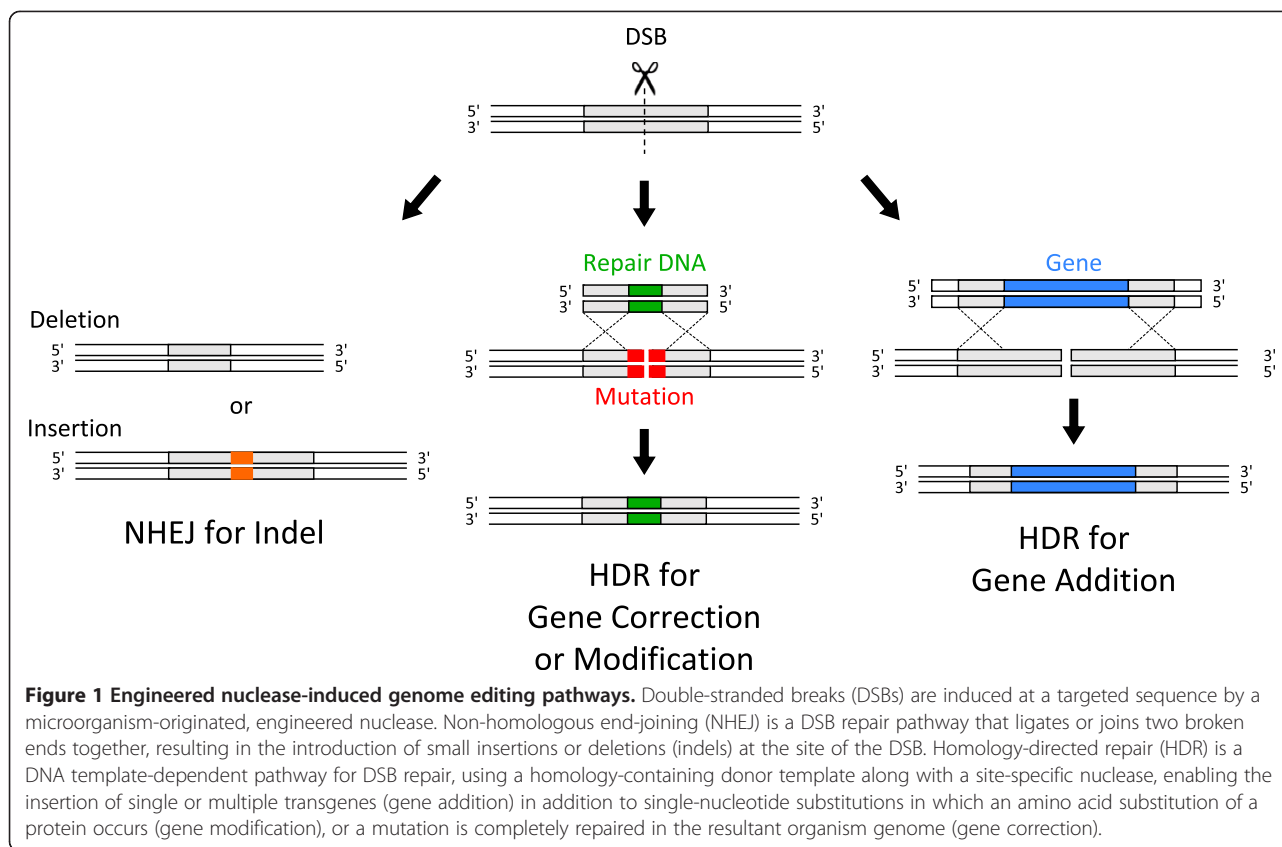 DSB
5' 3'
3' 5'
Repair DNA
5' 3'
3' 5'
5' 3'
3' 5'
Mutation
5' 3'
3' 5'
HDR for
Gene Correction
or Modification
Gene
5' 3'
3' 5'
5' 3'
3' 5'
5' 3'
3' 5'
HDR for
Gene Addition
Deletion
5' 3'
3' 5'
or
Insertion
5' 3'
3' 5'
NHEJ for Indel
Figure 1 Engineered nuclease-induced genome editing pathways. Double-stranded breaks (DSBs) are induced at a targeted sequence by a
microorganism-originated, engineered nuclease. Non-homologous end-joining (NHEJ) is a DSB repair pathway that ligates or joins two broken
ends together, resulting in the introduction of small insertions or deletions (indels) at the site of the DSB. Homology-directed repair (HDR) is a
DNA template-dependent pathway for DSB repair, using a homology-containing donor template along with a site-specific nuclease, enabling the
insertion of single or multiple transgenes (gene addition) in addition to single-nucleotide substitutions in which an amino acid substitution of a
protein occurs (gene modification), or a mutation is completely repaired in the resultant organism genome (gene correction).